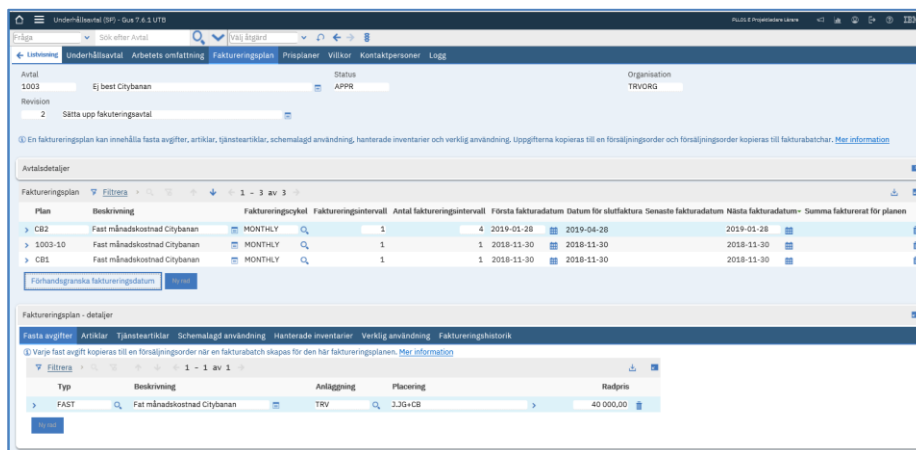 Underhållsavtal (SP) - Gus 7.6.1 UTB PLUSS E Projektledare Lärare IBM
Fråga Sök efter Avtal Välj åtgärd
Listvisning Underhållsavtal Arbetets omfattning Faktureringsplan Prisplaner Villkor Kontaktpersoner Logg
Avtal Status Organisation
1003 Ej best Citybanan APPR TRVORG
Revision
2 Sätta upp fakuteringsavtal
En faktureringsplan kan innehålla fasta avgifter, artiklar, tjänsteartiklar, schemalagd användning, hanterade inventarier och verklig användning. Uppgifterna kopieras till en försäljningsorder och försäljningsorder kopieras till fakturabatchar. Mer information
Avtalsdetaljer
Faktureringsplan Filtrera 1 - 3 av 3
Plan Beskrivning Faktureringscykel Faktureringsintervall Antal faktureringsintervall Första fakturadatum Datum för slutfaktura Senaste fakturadatum Nästa fakturadatum Summa fakturerat för planen
CB2 Fast månadskostnad Citybanan MONTHLY 1 4 2019-01-28 2019-04-28 2019-01-28
1003-10 Fast månadskostnad Citybanan MONTHLY 1 1 2018-11-30 2018-11-30 2018-11-30
CB1 Fast månadskostnad Citybanan MONTHLY 1 1 2018-11-30 2018-11-30 2018-11-30
Förhandsgranska faktureringsdatum Ny rad
Faktureringsplan - detaljer
Fasta avgifter Artiklar Tjänsteartiklar Schemalagd användning Hanterade inventarier Verklig användning Faktureringshistorik
Varje fast avgift kopieras till en försäljningsorder när en fakturabatch skapas för den här faktureringsplanen. Mer information
Filtrera 1 - 1 av 1
Typ Beskrivning Anläggning Placering Radpris
FAST Fat månadskostnad Citybanan TRV JJG+CB 40 000,00
Ny rad